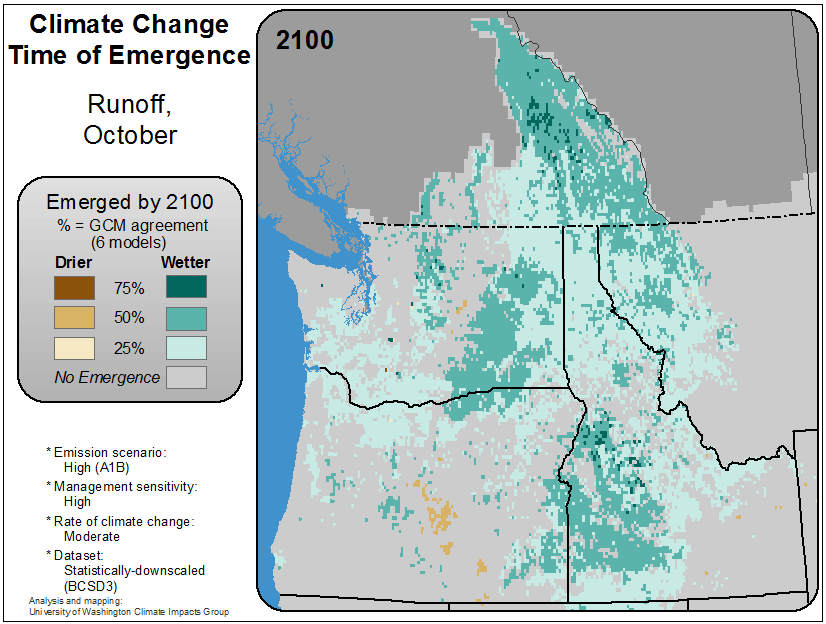 Climate Change
Time of Emergence
Runoff,
October
2100
Emerged by 2100
% = GCM agreement
(6 models)
Drier Wetter
75%
50%
25%
No Emergence
* Emission scenario:
High (A1B)
* Management sensitivity:
High
* Rate of climate change:
Moderate
* Dataset:
Statistically-downscaled
(BCSD3)
Analysis and mapping:
University of Washington Climate Impacts Group